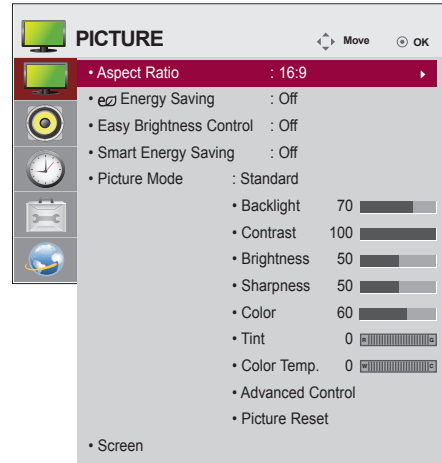 PICTURE Move OK
• Aspect Ratio : 16:9
• Energy Saving : Off
• Easy Brightness Control : Off
• Smart Energy Saving : Off
• Picture Mode : Standard
• Backlight 70
• Contrast 100
• Brightness 50
• Sharpness 50
• Color 60
• Tint 0 R G
• Color Temp. 0 W C
• Advanced Control
• Picture Reset
• Screen